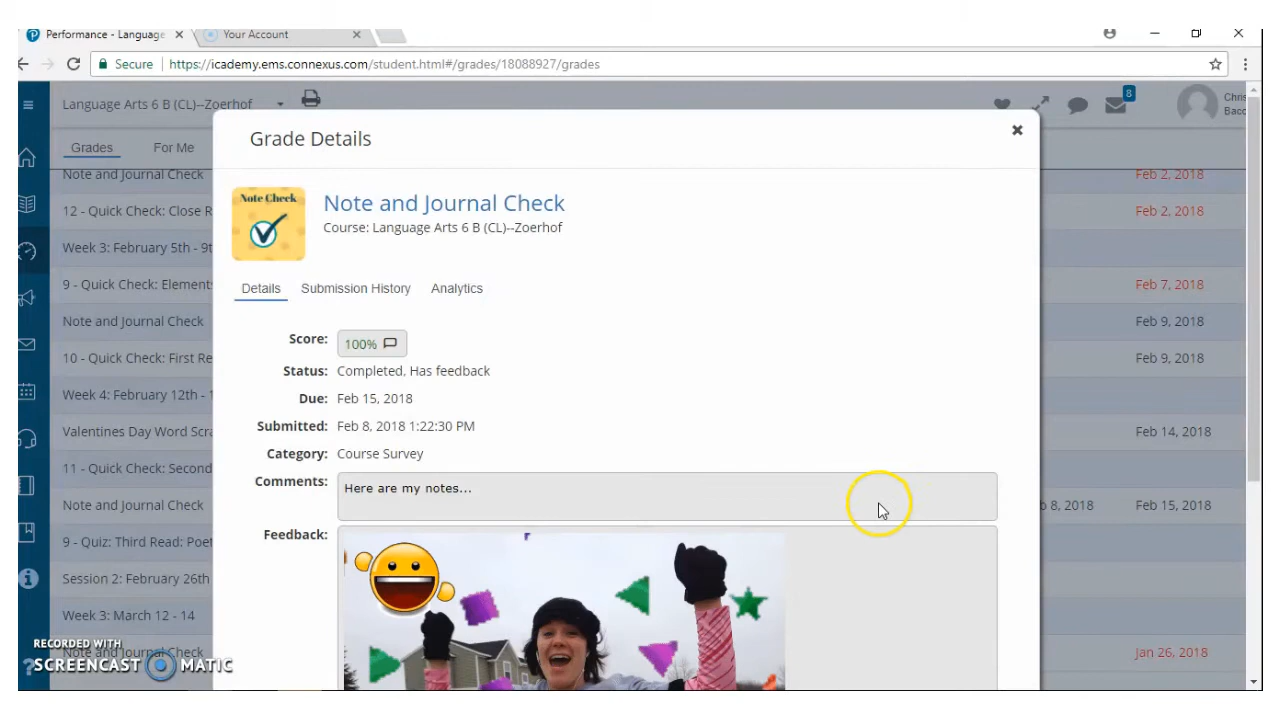 Performance - Language
Your Account
Secure
https://icademy.ems.connexus.com/student.html#/grades/18088927/grades
Language Arts 6 B (CL)--Zoerhof
8
Chris
Bacc
Grade Details
Grades
For Me
Note and Journal Check
Feb 2, 2018
12 - Quick Check: Close R
Feb 2, 2018
Note Check
Note and Journal Check
Course: Language Arts 6 B (CL)--Zoerhof
Week 3: February 5th - 9t
9 - Quick Check: Element
Details
Submission History
Analytics
Feb 7, 2018
Note and Journal Check
Feb 9, 2018
Score:
100%
10 - Quick Check: First Re
Status:
Completed, Has feedback
Feb 9, 2018
Week 4: February 12th - 1
Due:
Feb 15, 2018
Valentines Day Word Scra
Submitted:
Feb 8, 2018 1:22:30 PM
Feb 14, 2018
Category:
Course Survey
11 - Quick Check: Second
Comments:
Here are my notes...
Note and Journal Check
b 8, 2018
Feb 15, 2018
9 - Quiz: Third Read: Poet
Feedback:
Session 2: February 26th
Week 3: March 12 - 14
Note and Journal Check
Jan 26, 2018
RECORDED WITH
SCREENCAST MATIC